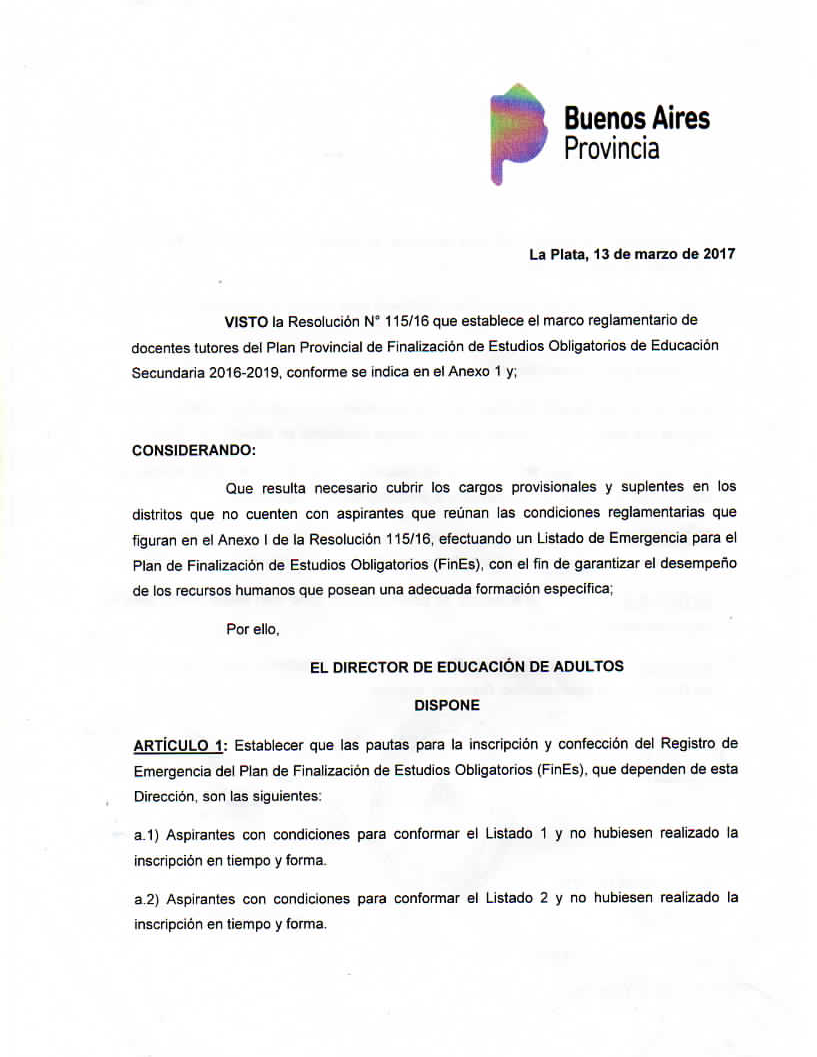 Buenos Aires
Provincia
La Plata, 13 de marzo de 2017
VISTO la Resolución N° 115/16 que establece el marco reglamentario de
docentes tutores del Plan Provincial de Finalización de Estudios Obligatorios de Educación
Secundaria 2016-2019, conforme se indica en el Anexo 1 y;
CONSIDERANDO:
Que resulta necesario cubrir los cargos provisionales y suplentes en los
distritos que no cuenten con aspirantes que reúnan las condiciones reglamentarias que
figuran en el Anexo I de la Resolución 115/16, efectuando un Listado de Emergencia para el
Plan de Finalización de Estudios Obligatorios (FinEs), con el fin de garantizar el desempeño
de los recursos humanos que posean una adecuada formación específica;
Por ello,
EL DIRECTOR DE EDUCACIÓN DE ADULTOS
DISPONE
ARTÍCULO 1: Establecer que las pautas para la inscripción y confección del Registro de
Emergencia del Plan de Finalización de Estudios Obligatorios (FinEs), que dependen de esta
Dirección, son las siguientes:
a.1) Aspirantes con condiciones para conformar el Listado 1 y no hubiesen realizado la
inscripción en tiempo y forma.
a.2) Aspirantes con condiciones para conformar el Listado 2 y no hubiesen realizado la
inscripción en tiempo y forma.